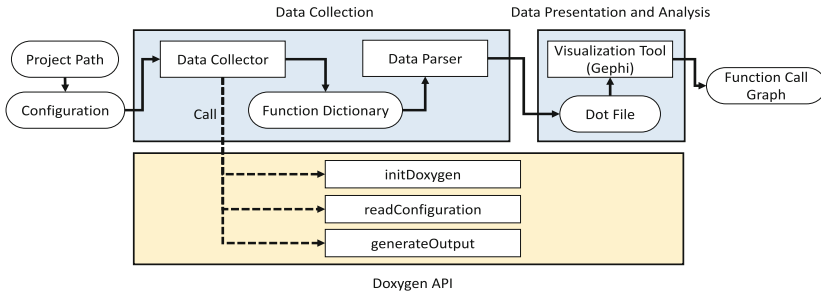 Data Collection
Data Presentation and Analysis
Project Path
Configuration
Data Collector
Data Parser
Function Dictionary
Call
Visualization Tool
(Gephi)
Dot File
Function Call
Graph
initDoxygen
readConfiguration
generateOutput
Doxygen API